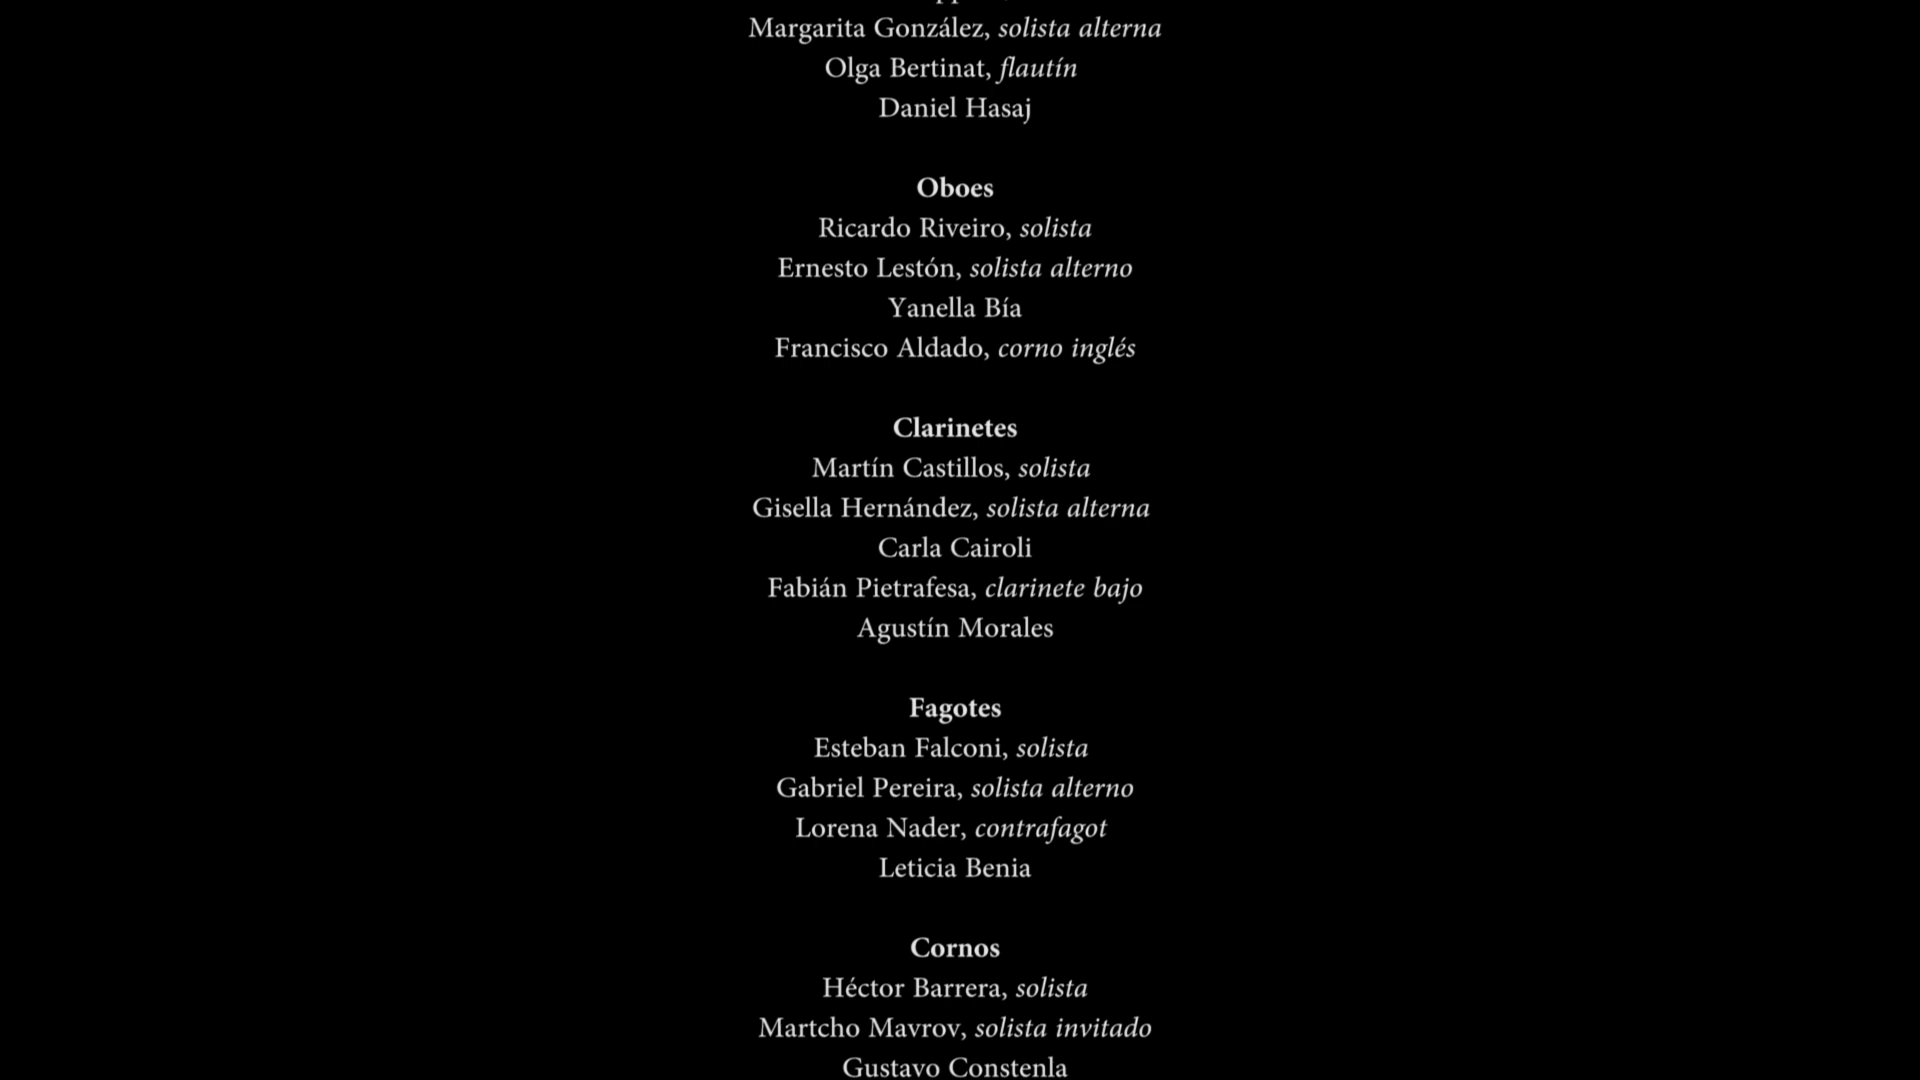 Margarita González, solista alterna
Olga Bertinat, flautín
Daniel Hasaj
Oboes
Ricardo Riveiro, solista
Ernesto Lestón, solista alterno
Yanella Bía
Francisco Aldado, corno inglés
Clarinetes
Martín Castillos, solista
Gisella Hernández, solista alterna
Carla Cairoli
Fabián Pietrafesa, clarinete bajo
Agustín Morales
Fagotes
Esteban Falconi, solista
Gabriel Pereira, solista alterno
Lorena Nader, contrafagot
Leticia Benia
Cornos
Héctor Barrera, solista
Martcho Mavrov, solista invitado
Gustavo Constenla